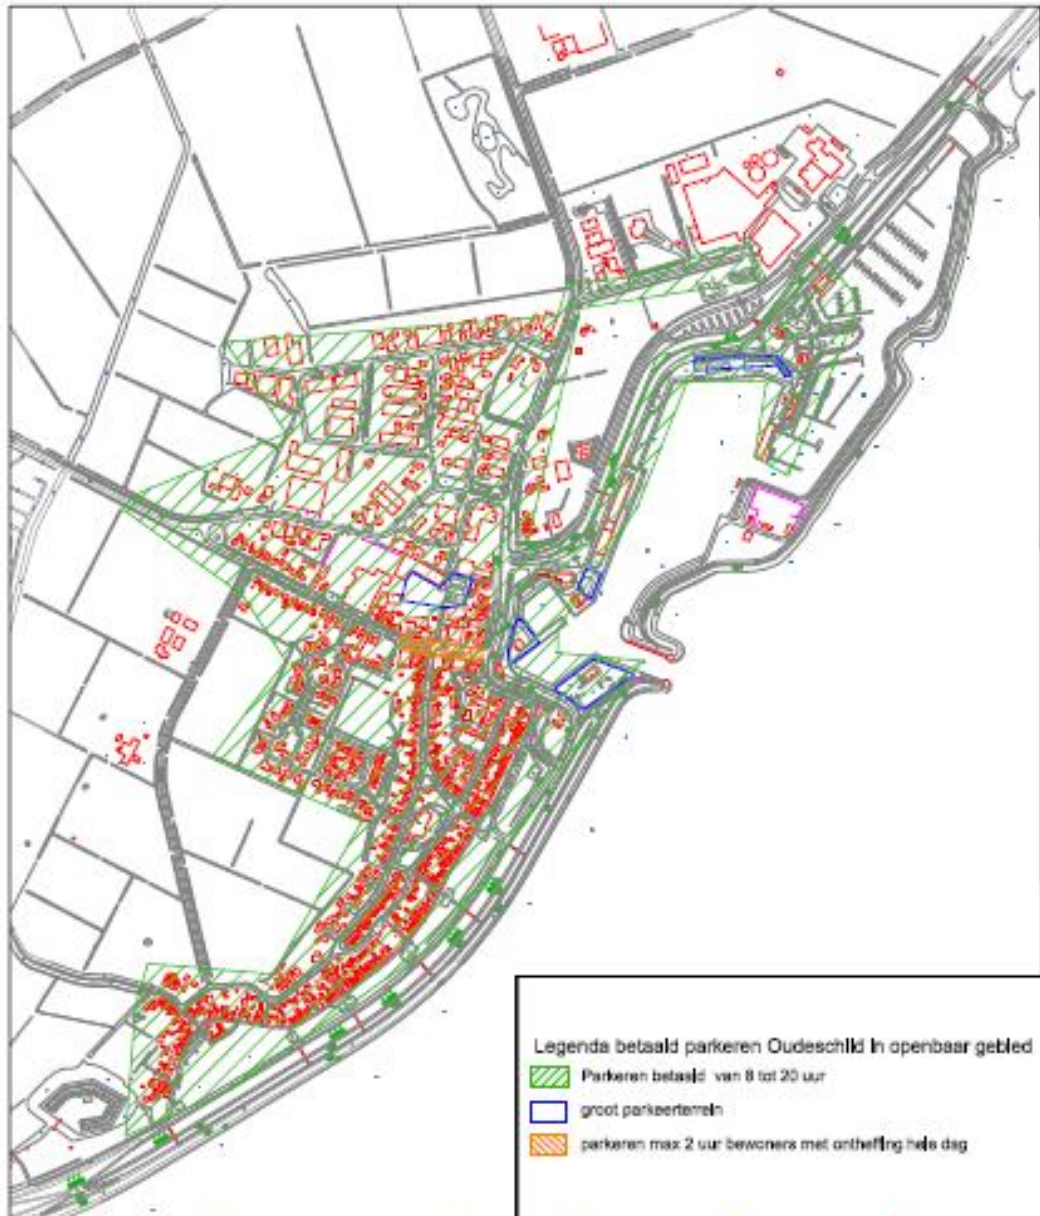 Legenda betaald parkeren Oudeschild in openbaar gebied
Parkeren betaald van 8 tot 20 uur
groot parkeerterrein
parkeren max 2 uur bewoners met ontheffing hele dag